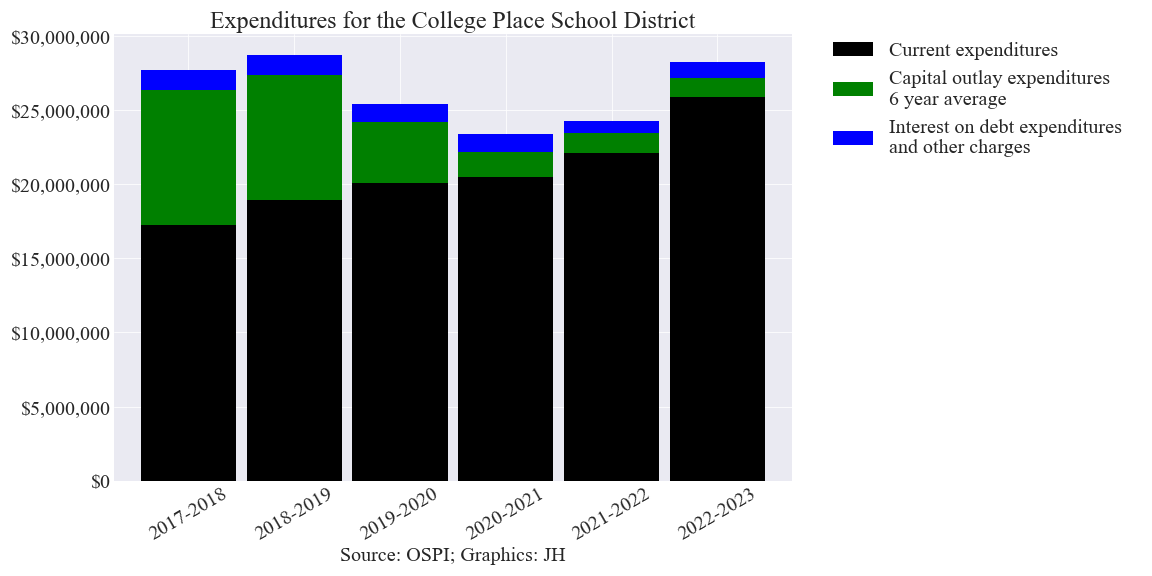 Expenditures for the College Place School District
$30,000,000
$25,000,000
$20,000,000
$15,000,000
$10,000,000
$5,000,000
$0
2017-2018
2018-2019
2019-2020
2020-2021
2021-2022
2022-2023
Source: OSPI; Graphics: JH
Current expenditures
Capital outlay expenditures
6 year average
Interest on debt expenditures
and other charges